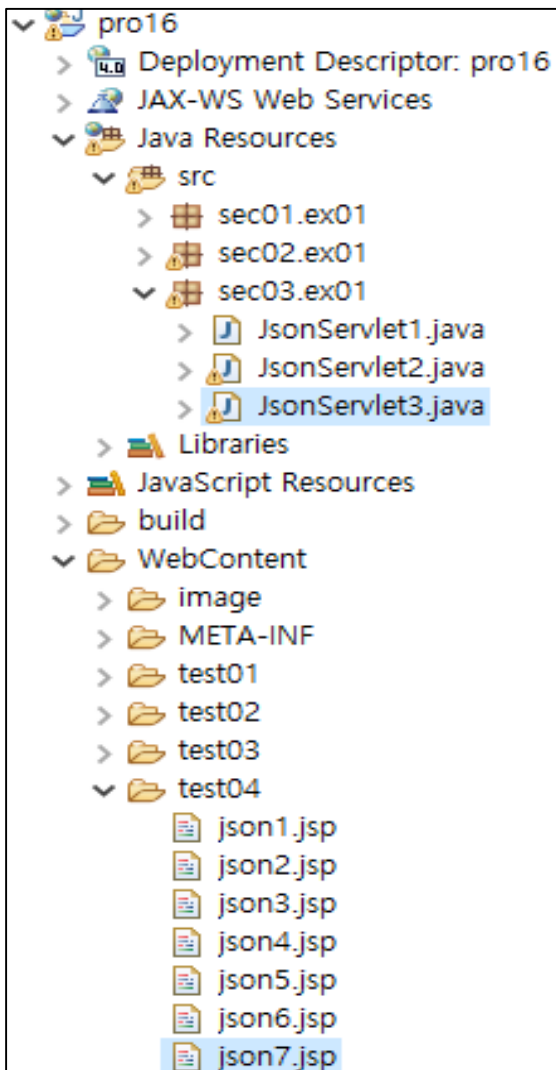 pro16
Deployment Descriptor: pro16
JAX-WS Web Services
Java Resources
src
sec01.ex01
sec02.ex01
sec03.ex01
JsonServlet1.java
JsonServlet2.java
JsonServlet3.java
Libraries
JavaScript Resources
build
WebContent
image
META-INF
test01
test02
test03
test04
json1.jsp
json2.jsp
json3.jsp
json4.jsp
json5.jsp
json6.jsp
json7.jsp